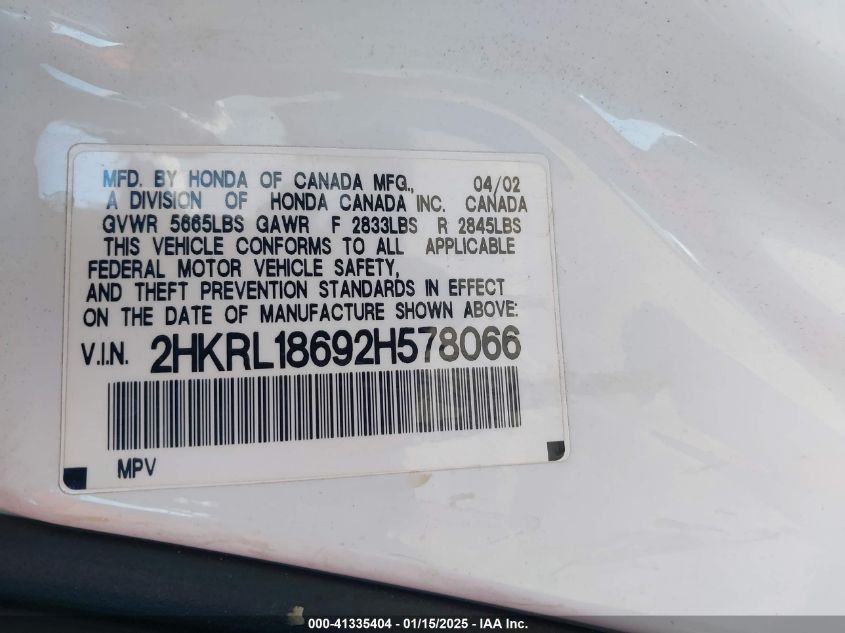 MFD. BY HONDA OF CANADA MFG., 04/02
A DIVISION OF HONDA CANADA INC. CANADA
GVWR 5665LBS GAWR F 2833LBS R 2845LBS
THIS VEHICLE CONFORMS TO ALL APPLICABLE
FEDERAL MOTOR VEHICLE SAFETY,
AND THEFT PREVENTION STANDARDS IN EFFECT
ON THE DATE OF MANUFACTURE SHOWN ABOVE:
V.I.N. 2HKRL18692H578066
MPV
000-41335404 - 01/15/2025 - IAA Inc.